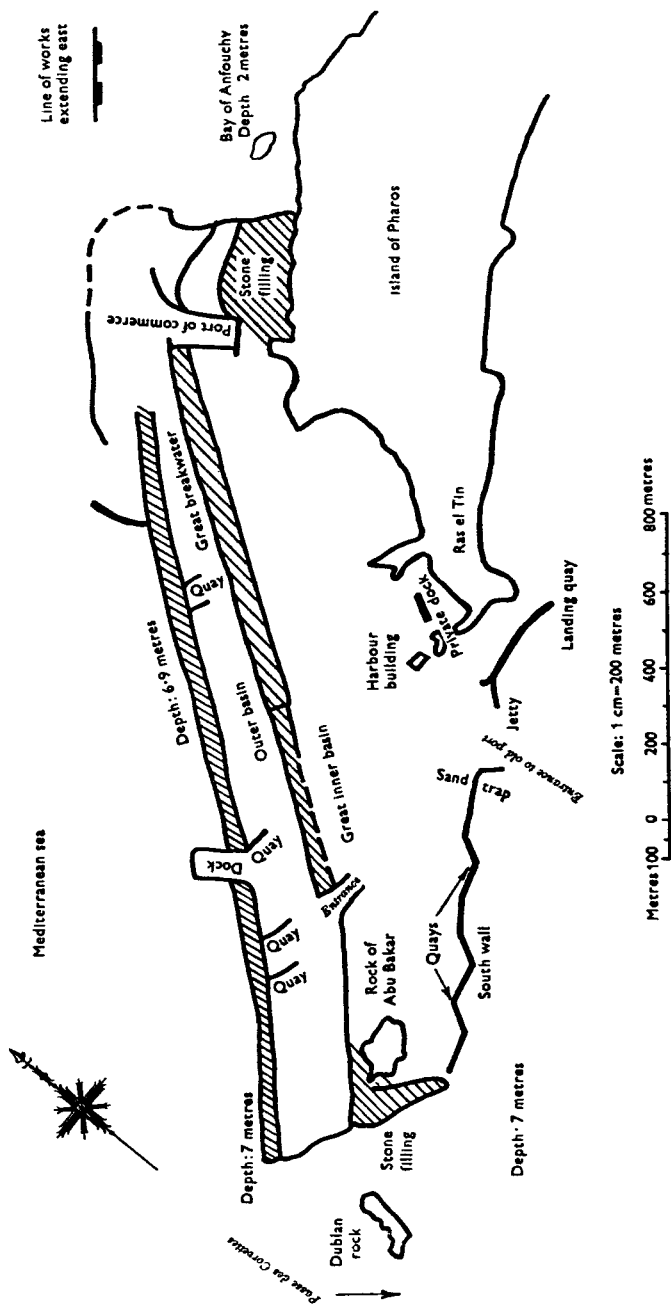 Line of works
extending east
Mediterranean sea
Bay of Anfouchy
Depth 2 metres
Port of commerce
Stone
filling
Island of Pharos
Great breakwater
Quay
Depth: 6·9 metres
Outer basin
Great inner basin
Dock
Quay
Quay
Quay
Entrance
Depth: 7 metres
Harbour
building
Private dock
Ras el Tin
Landing quay
Jetty
Entrance to old port
Sand
trap
Quays
South wall
Rock of
Abu Bakar
Stone
filling
Depth · 7 metres
Dublan
rock
Passe des Corvettes
Scale: 1 cm=200 metres
Metres 100 0 200 400 600 800 metres